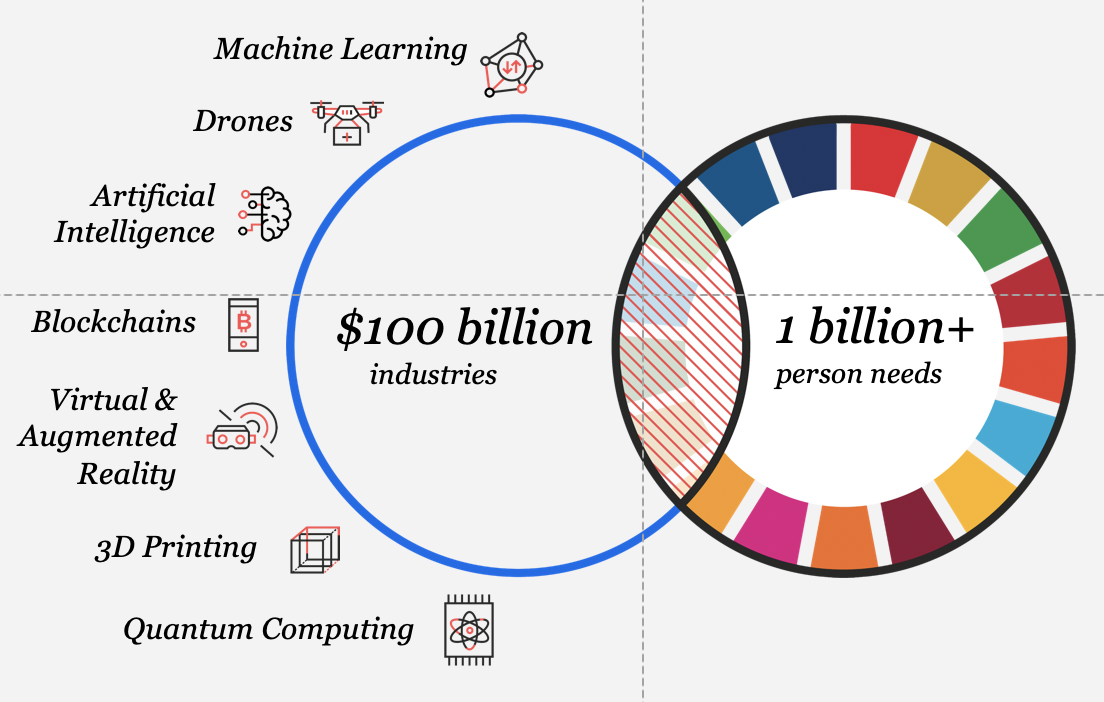 Machine Learning
Drones
Artificial
Intelligence
Blockchains
$100 billion
industries
1 billion+
person needs
Virtual &
Augmented
Reality
3D Printing
Quantum Computing